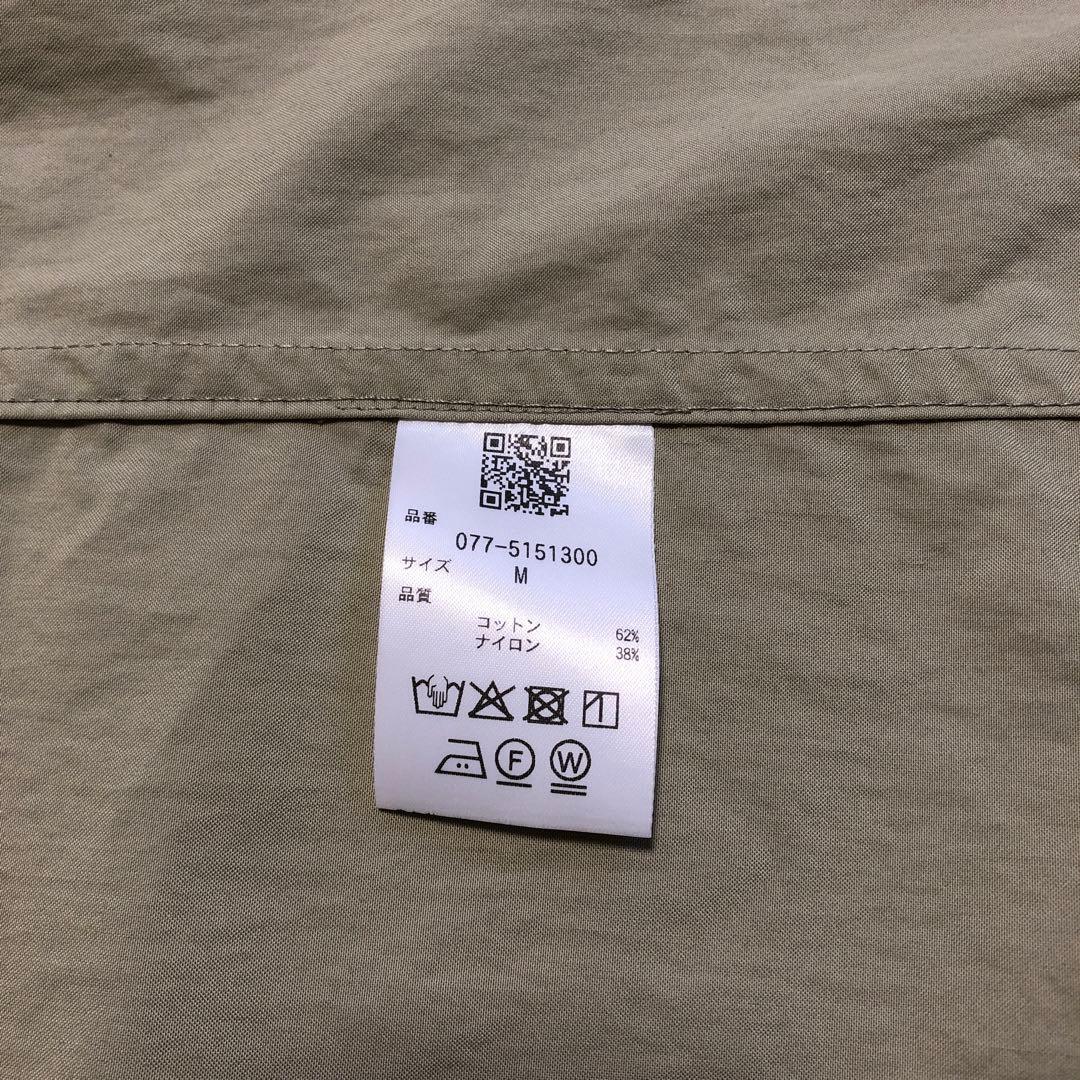 品番
077-5151300
サイズ
M
品質
コットン 62%
ナイロン 38%
F W